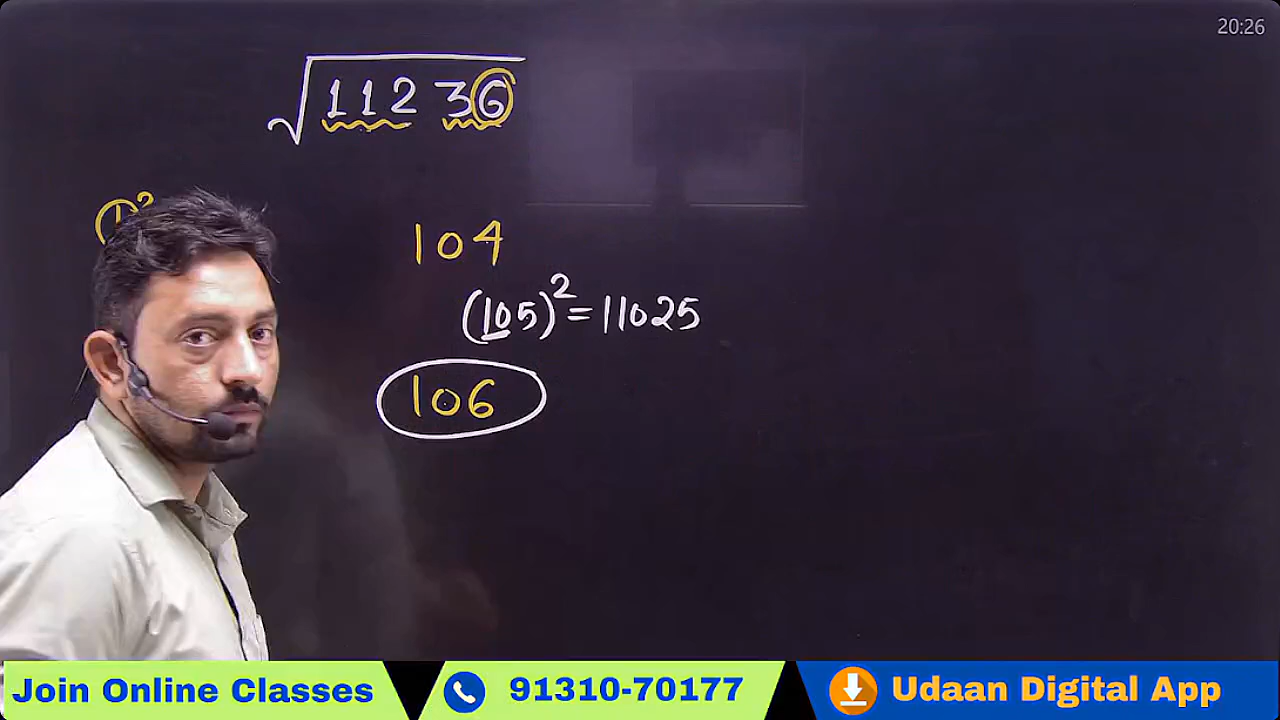 20:26
√11236
104
(105)² = 11025
106
Join Online Classes
91310-70177
Udaan Digital App